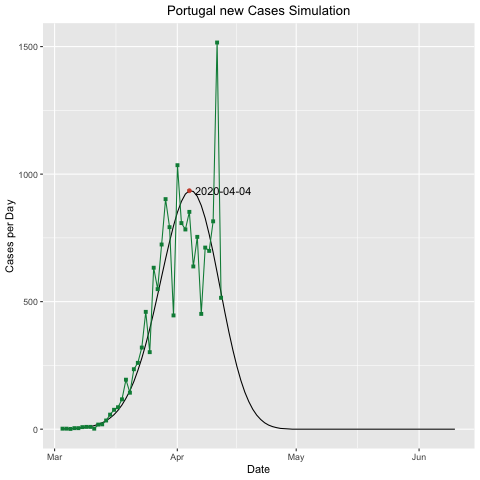 Portugal new Cases Simulation
1500
1000
500
0
Cases per Day
2020-04-04
Mar
Apr
May
Jun
Date